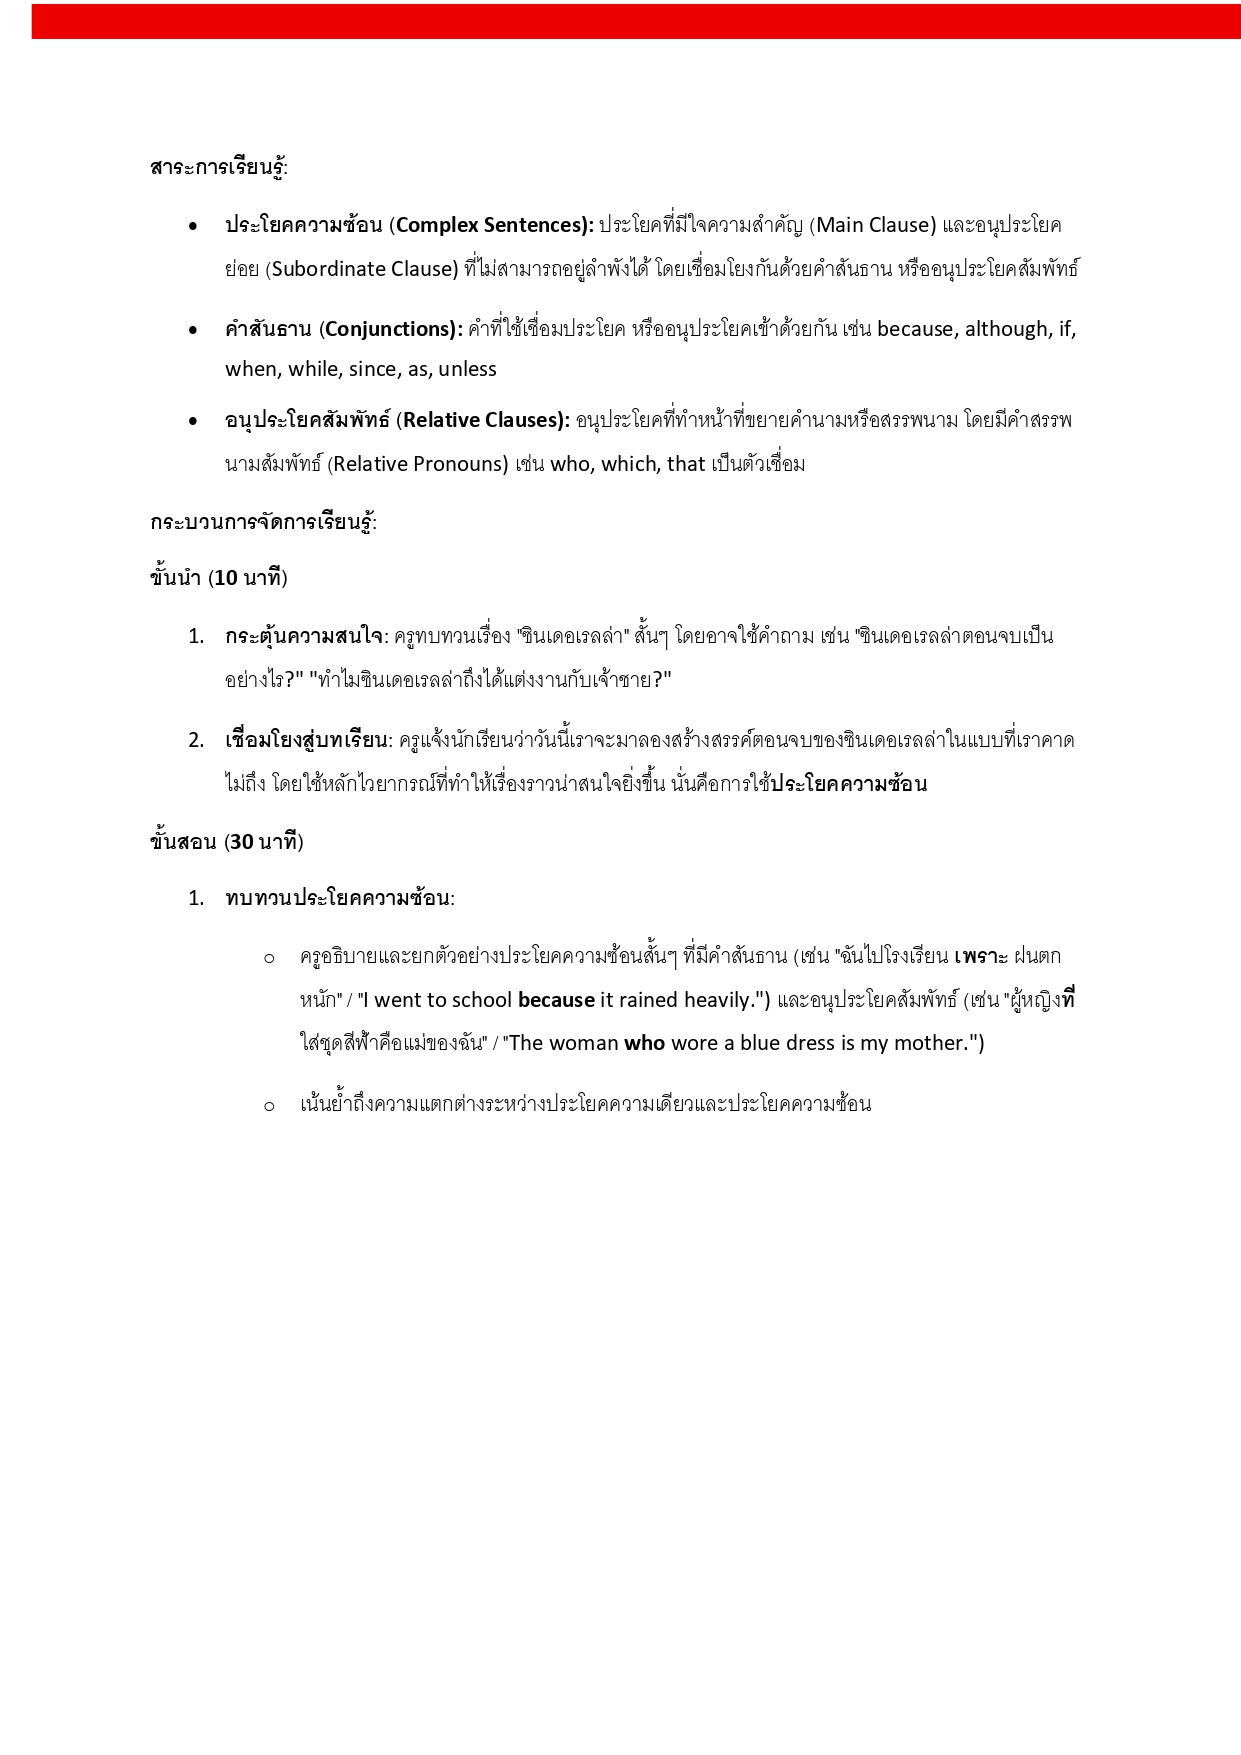 สาระการเรียนรู้:
• ประโยคความซ้อน (Complex Sentences): ประโยคที่มีใจความสำคัญ (Main Clause) และอนุประโยค
ย่อย (Subordinate Clause) ที่ไม่สามารถอยู่ลำพังได้ โดยเชื่อมโยงกันด้วยคำสันธาน หรืออนุประโยคสัมพัทธ์
• คำสันธาน (Conjunctions): คำที่ใช้เชื่อมประโยค หรืออนุประโยคเข้าด้วยกัน เช่น because, although, if,
when, while, since, as, unless
• อนุประโยคสัมพัทธ์ (Relative Clauses): อนุประโยคที่ทำหน้าที่ขยายคำนามหรือสรรพนาม โดยมีคำสรรพ
นามสัมพัทธ์ (Relative Pronouns) เช่น who, which, that เป็นตัวเชื่อม
กระบวนการจัดการเรียนรู้:
ขั้นนำ (10 นาที)
1. กระตุ้นความสนใจ: ครูทบทวนเรื่อง "ซินเดอเรลล่า" สั้นๆ โดยอาจใช้คำถาม เช่น "ซินเดอเรลล่าตอนจบเป็น
อย่างไร?" "ทำไมซินเดอเรลล่าถึงได้แต่งงานกับเจ้าชาย?"
2. เชื่อมโยงสู่บทเรียน: ครูแจ้งนักเรียนว่าวันนี้เราจะมาลองสร้างสรรค์ตอนจบของซินเดอเรลล่าในแบบที่เราคาด
ไม่ถึง โดยใช้หลักไวยากรณ์ที่ทำให้เรื่องราวน่าสนใจยิ่งขึ้น นั่นคือการใช้ประโยคความซ้อน
ขั้นสอน (30 นาที)
1. ทบทวนประโยคความซ้อน:
o ครูอธิบายและยกตัวอย่างประโยคความซ้อนสั้นๆ ที่มีคำสันธาน (เช่น "ฉันไปโรงเรียน เพราะ ฝนตก
หนัก" / "I went to school because it rained heavily.") และอนุประโยคสัมพัทธ์ (เช่น "ผู้หญิงที่
ใส่ชุดสีฟ้าคือแม่ของฉัน" / "The woman who wore a blue dress is my mother.")
o เน้นย้ำถึงความแตกต่างระหว่างประโยคความเดียวและประโยคความซ้อน